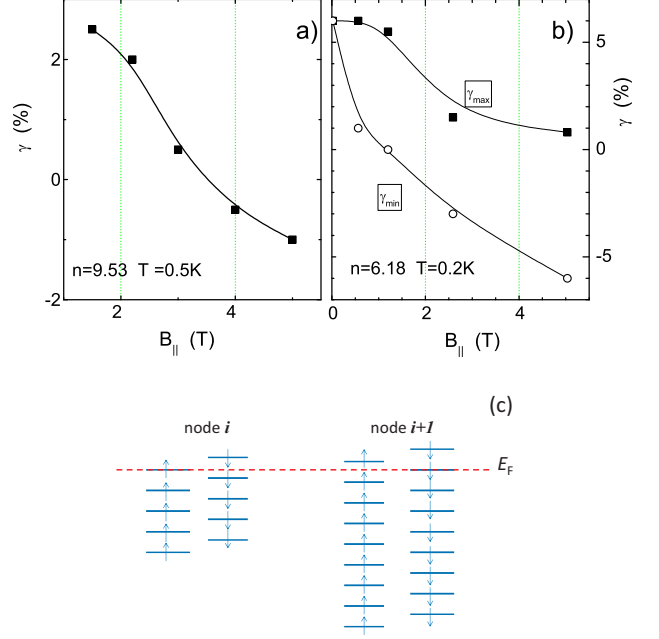 a)
2
0
-2
γ (%)
n=9.53 T =0.5K
2
4
B|| (T)
b)
5
0
-5
γ (%)
γmax
γmin
n=6.18 T=0.2K
0
2
4
B|| (T)
(c)
node i
node i+1
EF